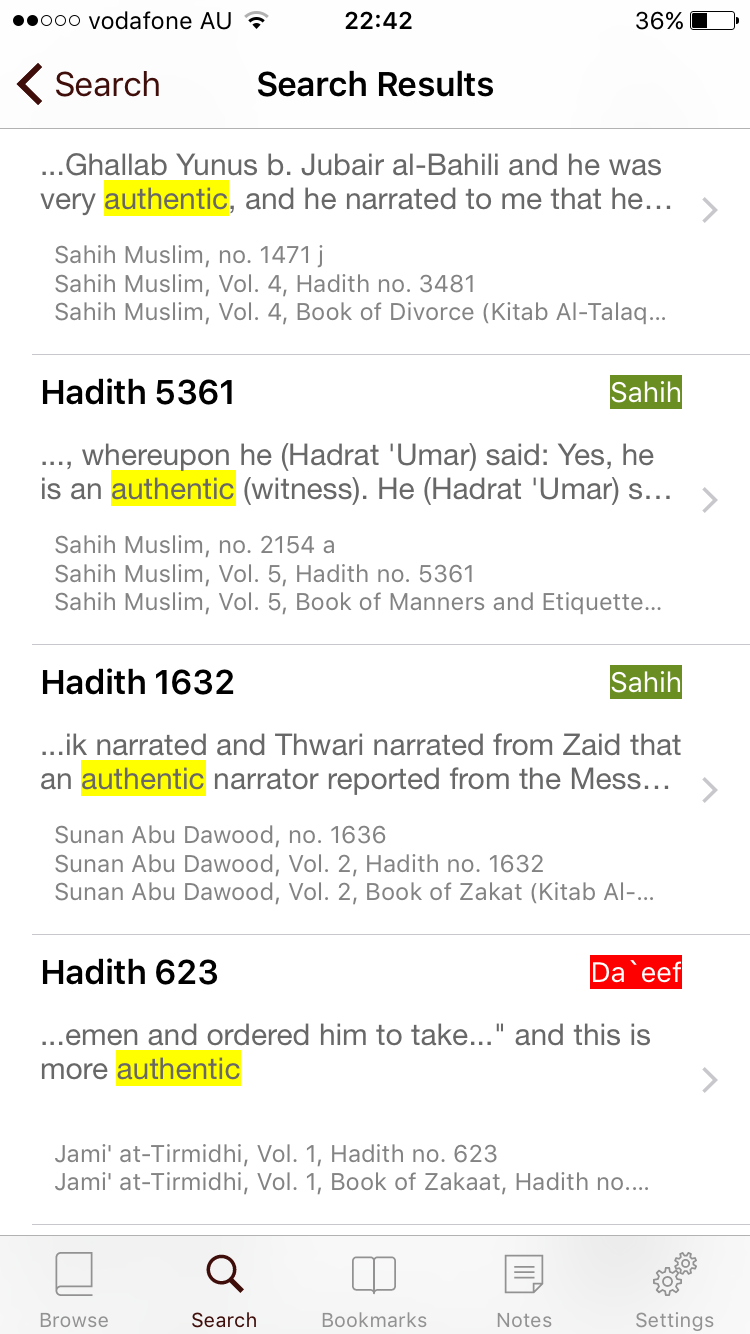 vodafone AU 22:42 36%
Search Search Results
...Ghallab Yunus b. Jubair al-Bahili and he was
very authentic, and he narrated to me that he...
Sahih Muslim, no. 1471 j
Sahih Muslim, Vol. 4, Hadith no. 3481
Sahih Muslim, Vol. 4, Book of Divorce (Kitab Al-Talaq...
Hadith 5361 Sahih
..., whereupon he (Hadrat 'Umar) said: Yes, he
is an authentic (witness). He (Hadrat 'Umar) s...
Sahih Muslim, no. 2154 a
Sahih Muslim, Vol. 5, Hadith no. 5361
Sahih Muslim, Vol. 5, Book of Manners and Etiquette...
Hadith 1632 Sahih
...ik narrated and Thwari narrated from Zaid that
an authentic narrator reported from the Mess...
Sunan Abu Dawood, no. 1636
Sunan Abu Dawood, Vol. 2, Hadith no. 1632
Sunan Abu Dawood, Vol. 2, Book of Zakat (Kitab Al-...
Hadith 623 Da`eef
...emen and ordered him to take..." and this is
more authentic
Jami' at-Tirmidhi, Vol. 1, Hadith no. 623
Jami' at-Tirmidhi, Vol. 1, Book of Zakaat, Hadith no....
Browse Search Bookmarks Notes Settings